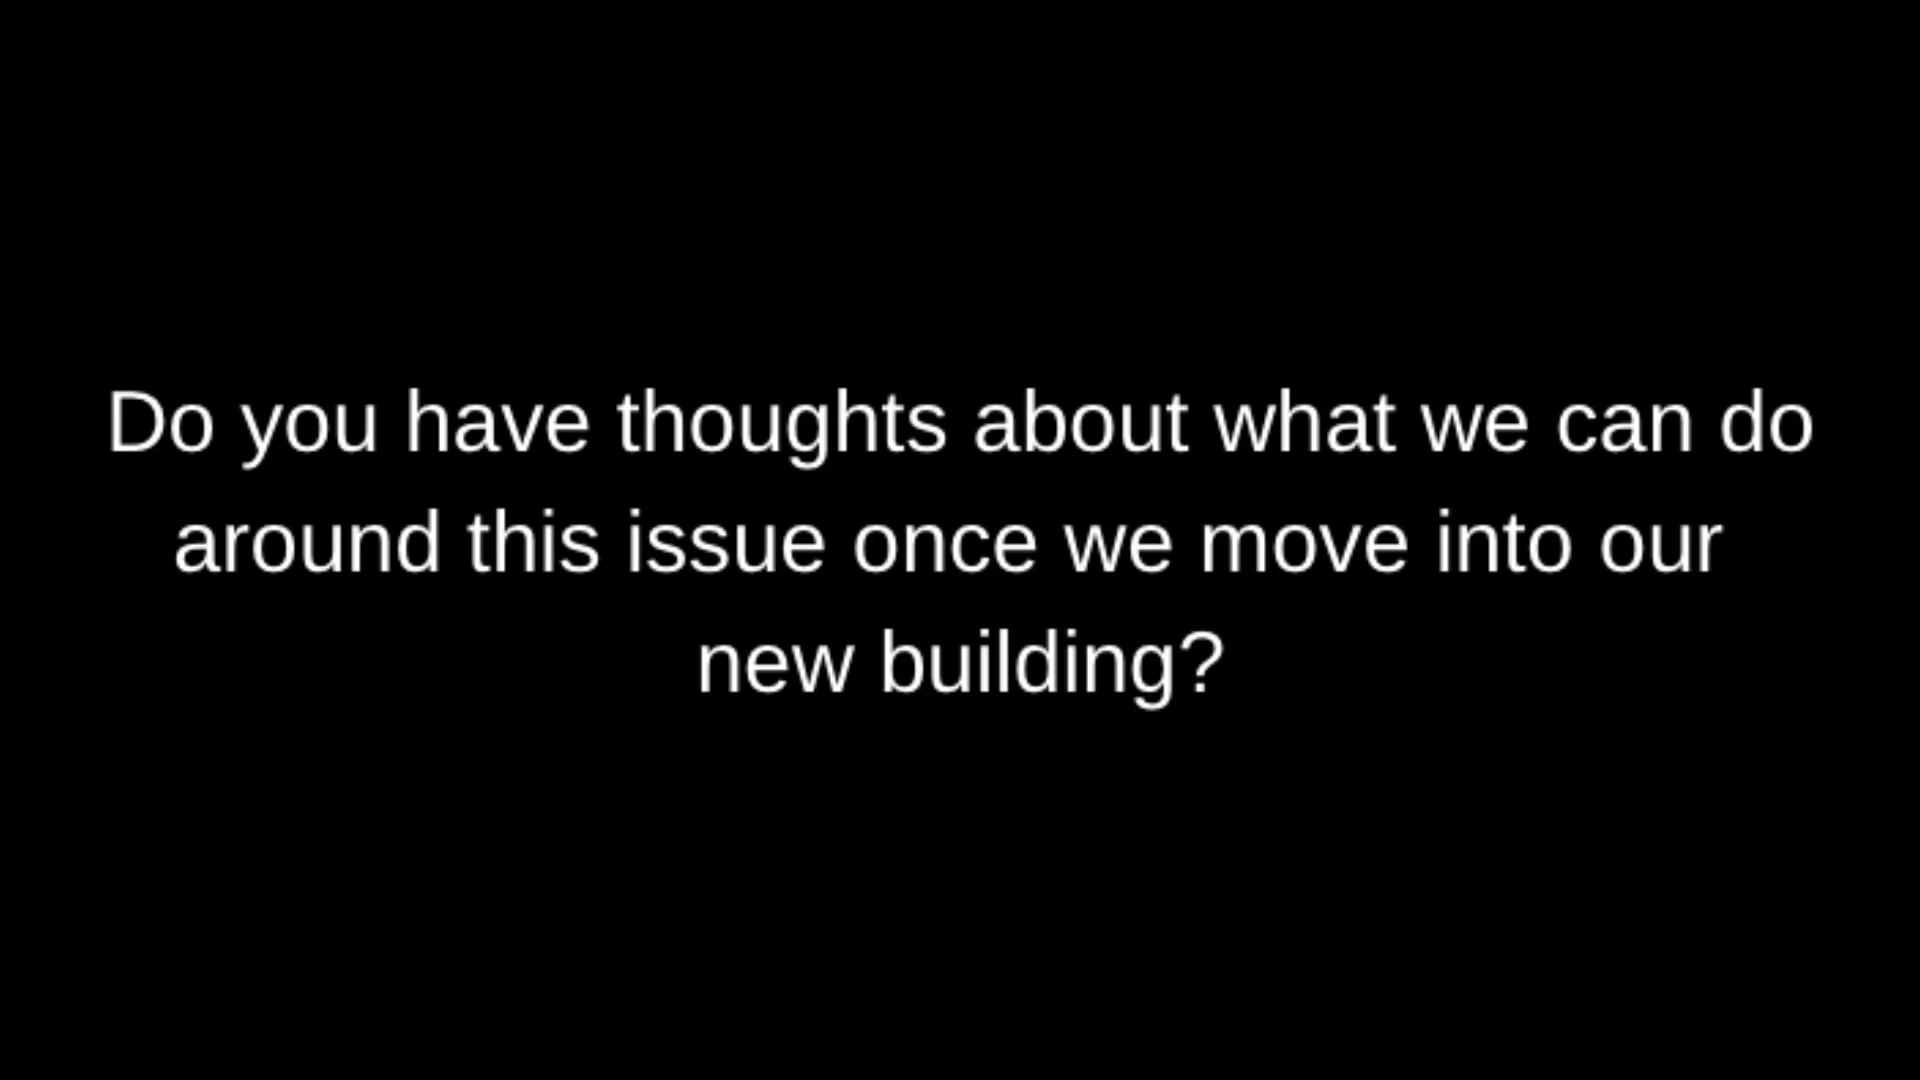 Do you have thoughts about what we can do
around this issue once we move into our
new building?